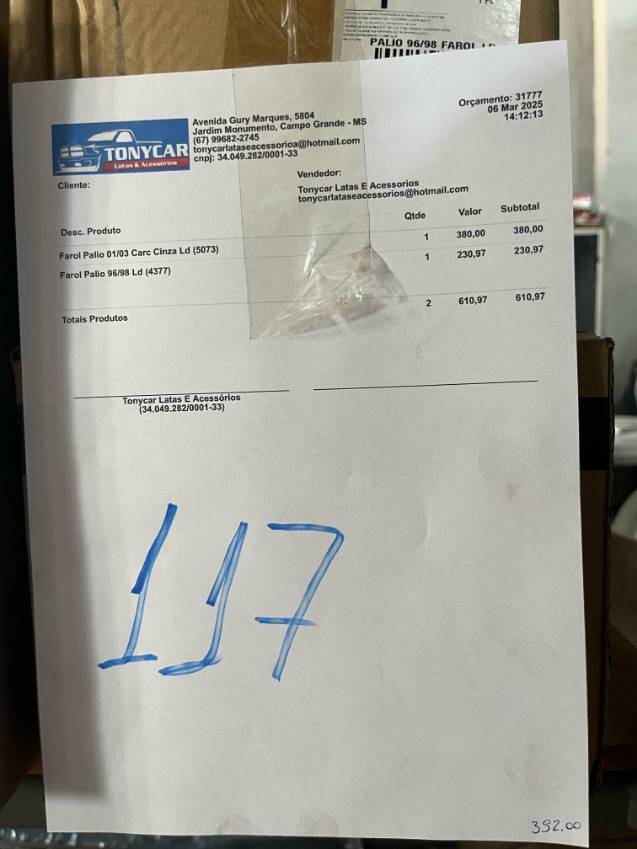 PALIO 96/98 FAROL LD
TONYCAR
Latas & Acessórios
Avenida Gury Marques, 5804
Jardim Monumento, Campo Grande - MS
(67) 99682-2745
tonycarlataseacessorioa@hotmail.com
cnpj: 34.049.282/0001-33
Orçamento: 31777
06 Mar 2025
14:12:13
Cliente:
Vendedor:
Tonycar Latas E Acessorios
tonycarlataseacessorios@hotmail.com
Desc. Produto Qtde Valor Subtotal
Farol Palio 01/03 Carc Cinza Ld (5073) 1 380,00 380,00
Farol Palio 96/98 Ld (4377) 1 230,97 230,97
Totais Produtos 2 610,97 610,97
Tonycar Latas E Acessórios
(34.049.282/0001-33)
117
392,00